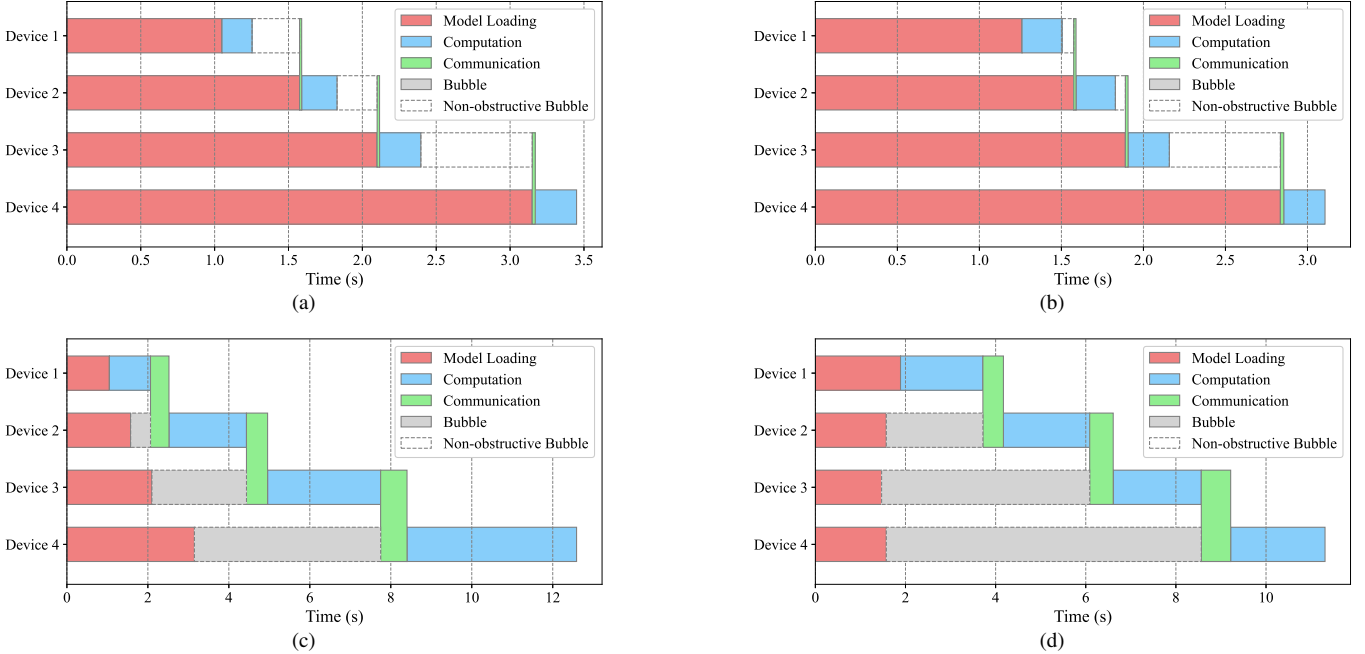 Device 1
Device 2
Device 3
Device 4
Model Loading
Computation
Communication
Bubble
Non-obstructive Bubble
0.0 0.5 1.0 1.5 2.0 2.5 3.0 3.5
Time (s)
(a)
Device 1
Device 2
Device 3
Device 4
Model Loading
Computation
Communication
Bubble
Non-obstructive Bubble
0.0 0.5 1.0 1.5 2.0 2.5 3.0
Time (s)
(b)
Device 1
Device 2
Device 3
Device 4
Model Loading
Computation
Communication
Bubble
Non-obstructive Bubble
0 2 4 6 8 10 12
Time (s)
(c)
Device 1
Device 2
Device 3
Device 4
Model Loading
Computation
Communication
Bubble
Non-obstructive Bubble
0 2 4 6 8 10
Time (s)
(d)